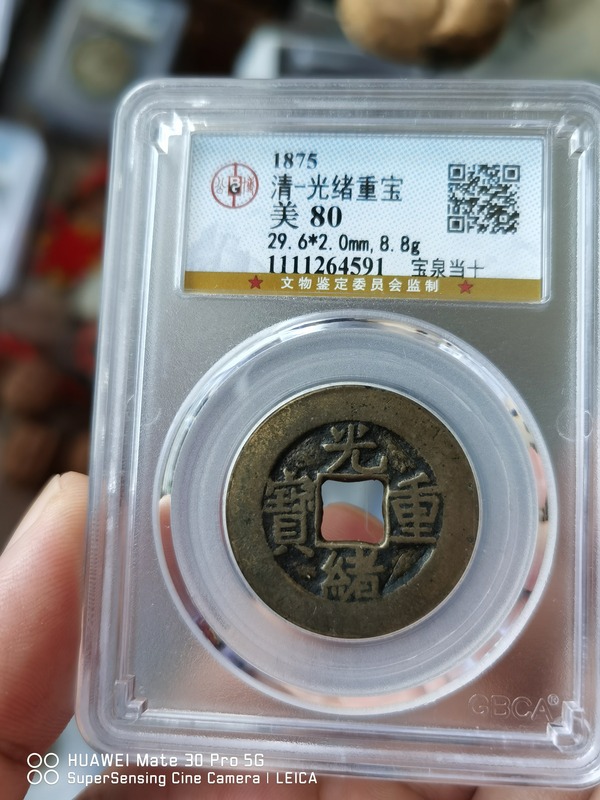 1875
清-光绪重宝
美 80
29.6*2.0mm,8.8g
1111264591 宝泉当十
★ 文物鉴定委员会监制 ★
光
寶 重
緒
GBCA®
HUAWEI Mate 30 Pro 5G
SuperSensing Cine Camera | LEICA